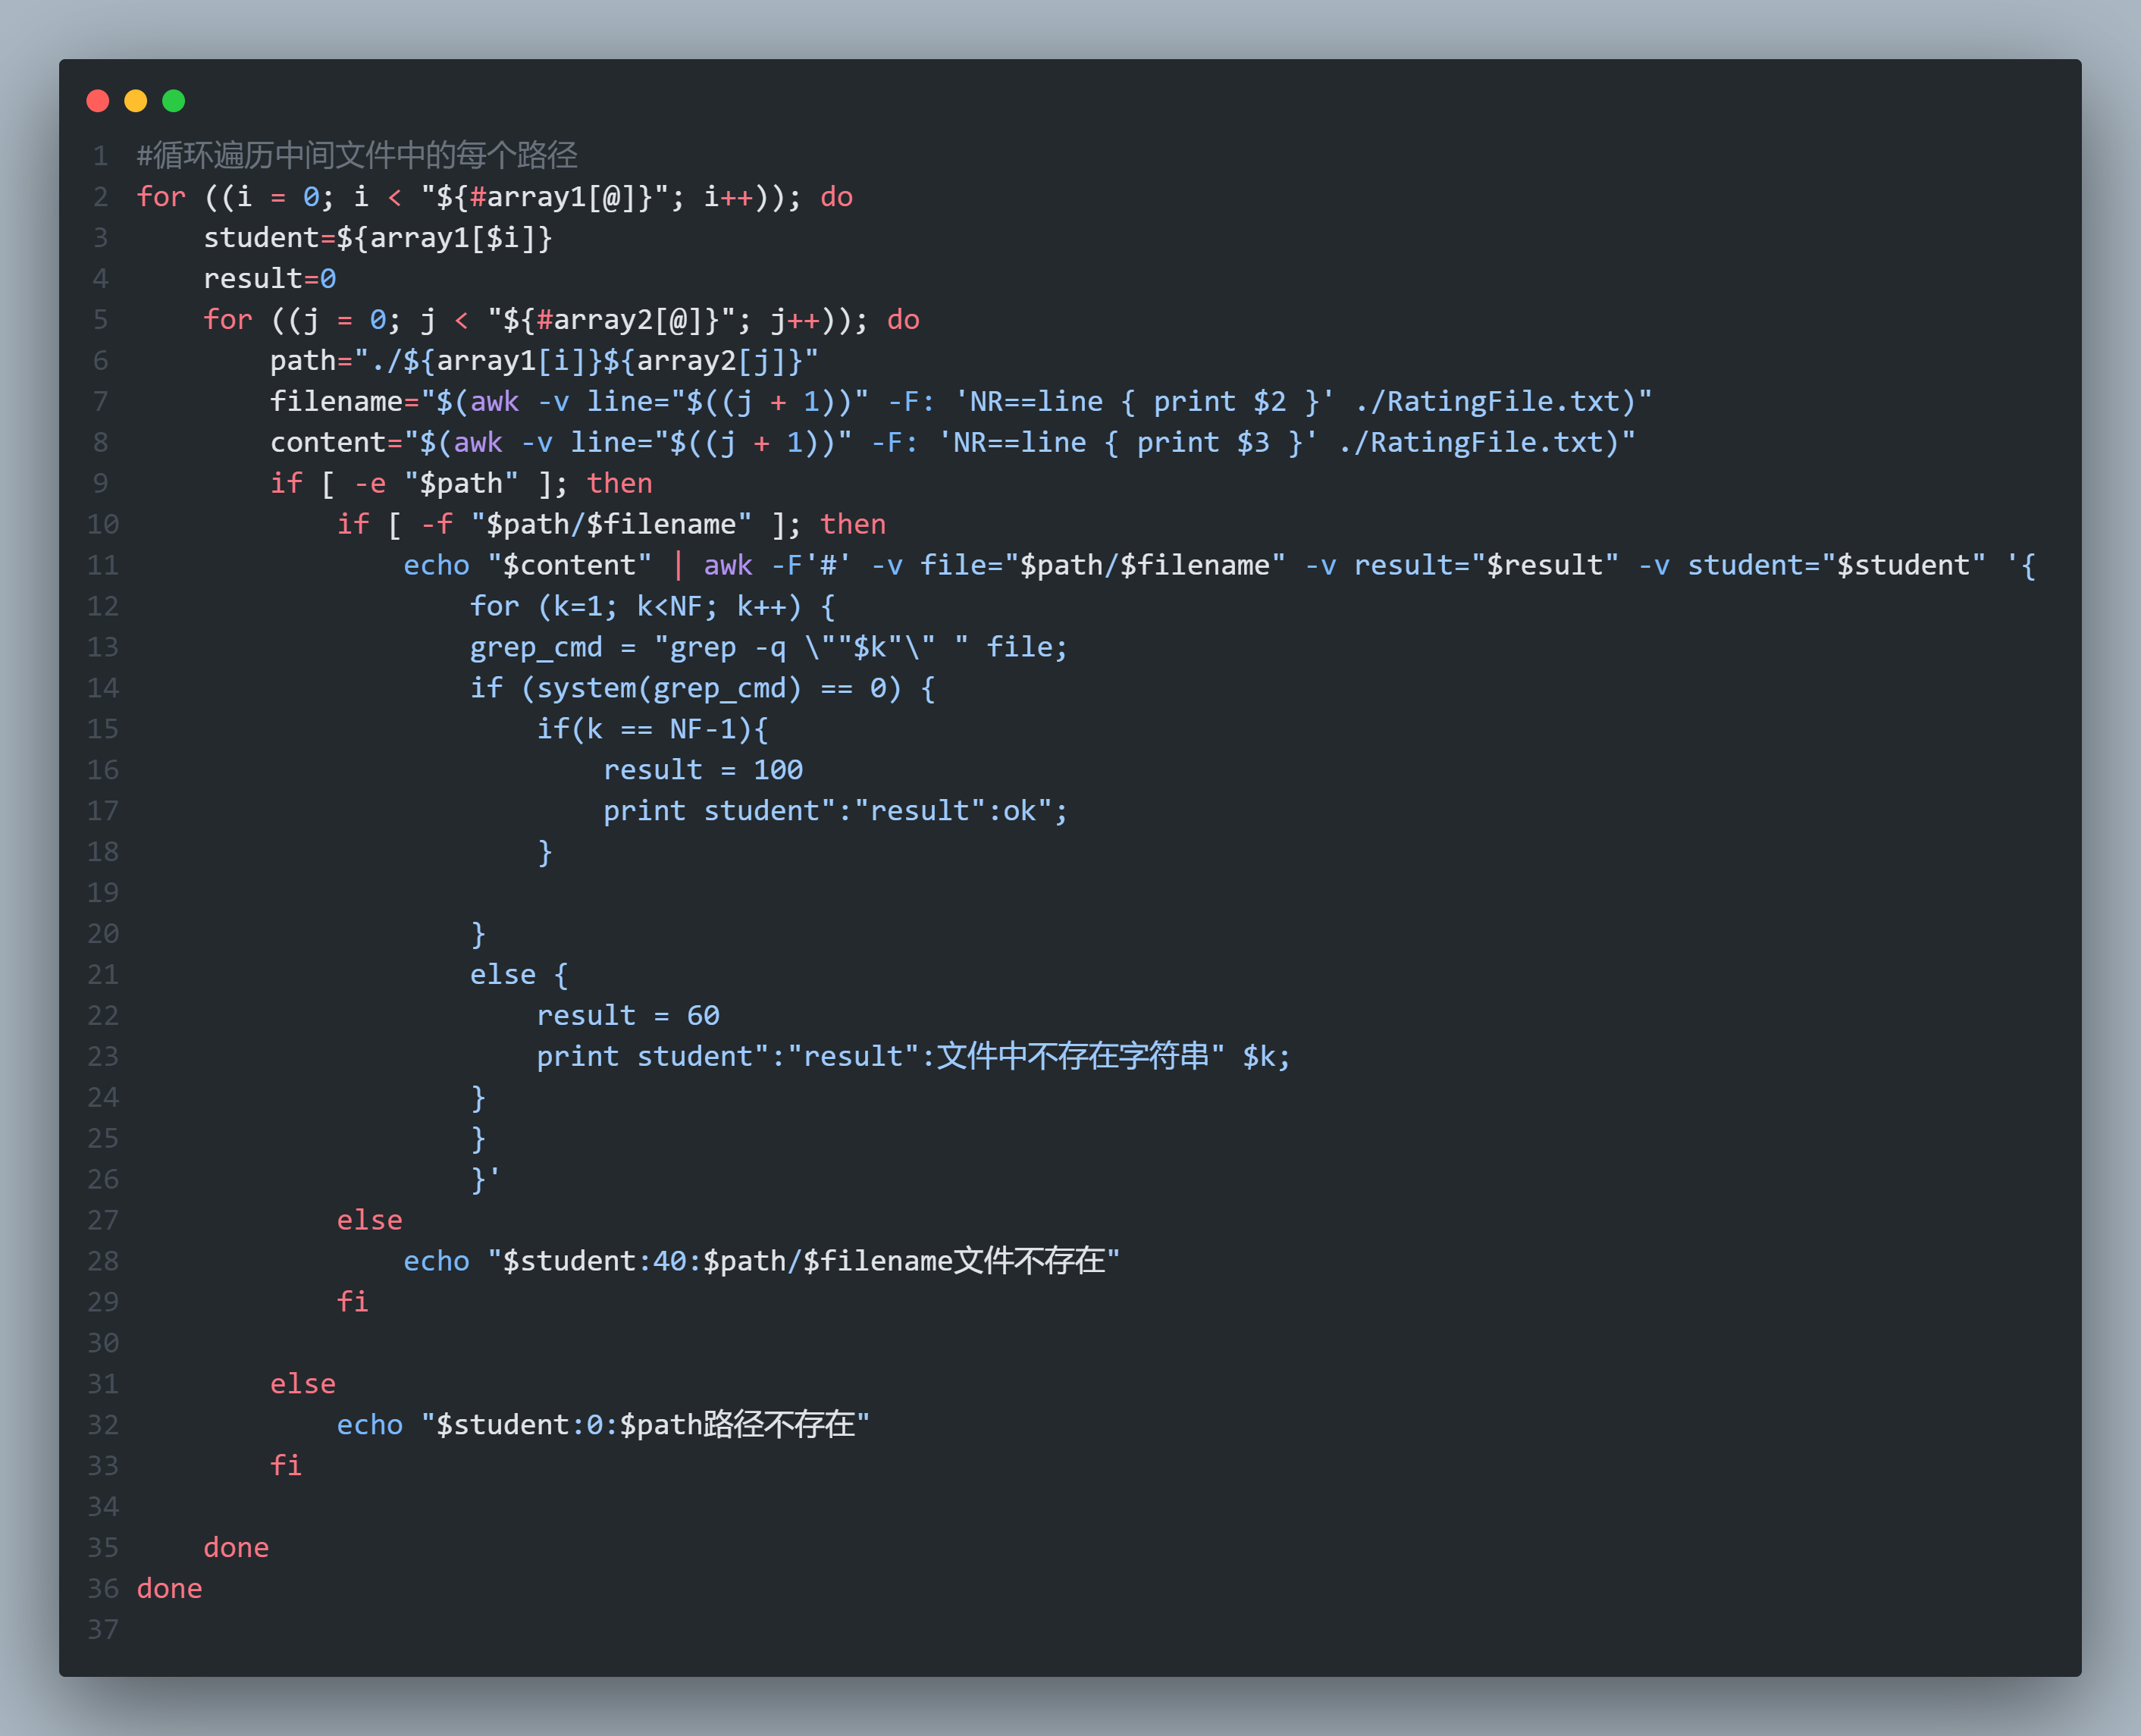 1 #循环遍历中间文件中的每个路径
2 for ((i = 0; i < "${#array1[@]}"; i++)); do
3     student=${array1[$i]}
4     result=0
5     for ((j = 0; j < "${#array2[@]}"; j++)); do
6         path="./${array1[i]}${array2[j]}"
7         filename="$(awk -v line="$((j + 1))" -F: 'NR==line { print $2 }' ./RatingFile.txt)"
8         content="$(awk -v line="$((j + 1))" -F: 'NR==line { print $3 }' ./RatingFile.txt)"
9         if [ -e "$path" ]; then
10             if [ -f "$path/$filename" ]; then
11                 echo "$content" | awk -F'#' -v file="$path/$filename" -v result="$result" -v student="$student" '{
12                     for (k=1; k<NF; k++) {
13                     grep_cmd = "grep -q \""$k"\" " file;
14                     if (system(grep_cmd) == 0) {
15                         if(k == NF-1){
16                             result = 100
17                             print student":"result":ok";
18                         }
19
20                     }
21                     else {
22                         result = 60
23                         print student":"result":文件中不存在字符串" $k;
24                     }
25                     }
26                     }'
27             else
28                 echo "$student:40:$path/$filename文件不存在"
29             fi
30
31         else
32             echo "$student:0:$path路径不存在"
33         fi
34
35     done
36 done
37